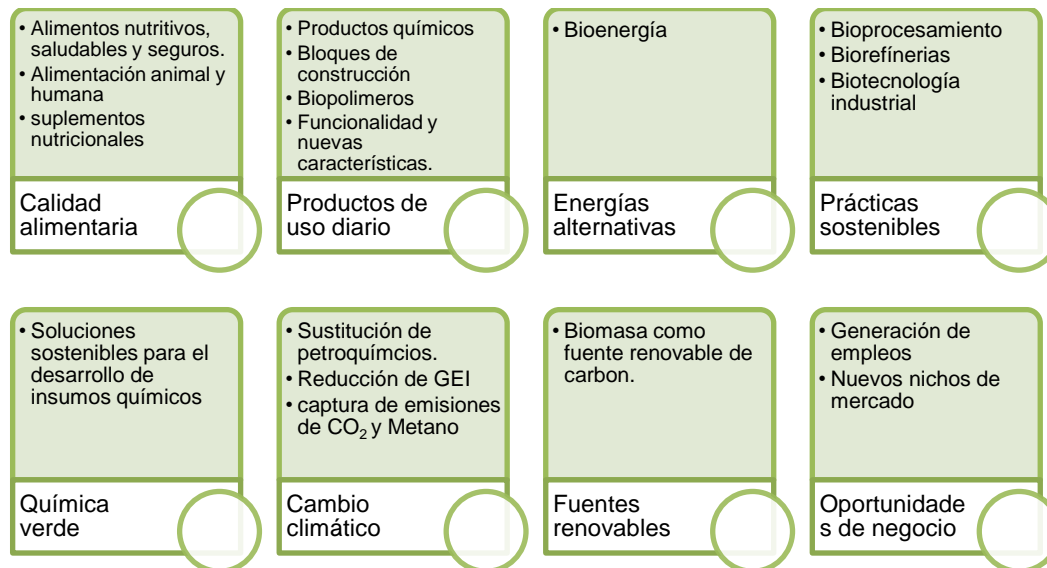 • Alimentos nutritivos,
saludables y seguros.
• Alimentación animal y
humana
• suplementos
nutricionales
Calidad
alimentaria
• Productos químicos
• Bloques de
construcción
• Biopolimeros
• Funcionalidad y
nuevas
características.
Productos de
uso diario
• Bioenergía
Energías
alternativas
• Bioprocesamiento
• Biorefínerias
• Biotecnología
industrial
Prácticas
sostenibles
• Soluciones
sostenibles para el
desarrollo de
insumos químicos
Química
verde
• Sustitución de
petroquímcios.
• Reducción de GEI
• captura de emisiones
de CO₂ y Metano
Cambio
climático
• Biomasa como
fuente renovable de
carbon.
Fuentes
renovables
• Generación de
empleos
• Nuevos nichos de
mercado
Oportunidade
s de negocio